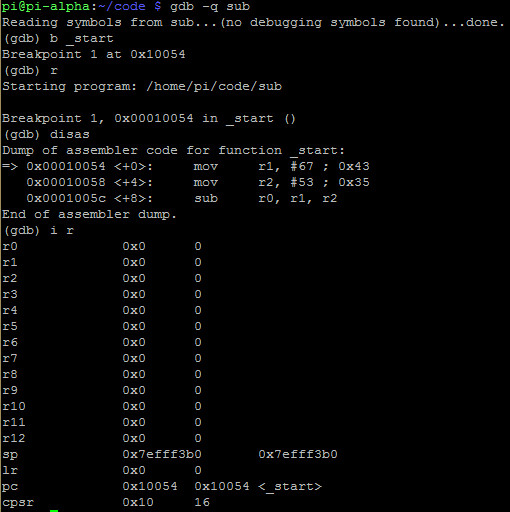 pi@pi-alpha:~/code $ gdb -q sub
Reading symbols from sub...(no debugging symbols found)...done.
(gdb) b _start
Breakpoint 1 at 0x10054
(gdb) r
Starting program: /home/pi/code/sub
Breakpoint 1, 0x00010054 in _start ()
(gdb) disas
Dump of assembler code for function _start:
=> 0x00010054 <+0>:     mov     r1, #67 ; 0x43
   0x00010058 <+4>:     mov     r2, #53 ; 0x35
   0x0001005c <+8>:     sub     r0, r1, r2
End of assembler dump.
(gdb) i r
r0             0x0      0
r1             0x0      0
r2             0x0      0
r3             0x0      0
r4             0x0      0
r5             0x0      0
r6             0x0      0
r7             0x0      0
r8             0x0      0
r9             0x0      0
r10            0x0      0
r11            0x0      0
r12            0x0      0
sp             0x7efff3b0       0x7efff3b0
lr             0x0      0
pc             0x10054  0x10054 <_start>
cpsr           0x10     16